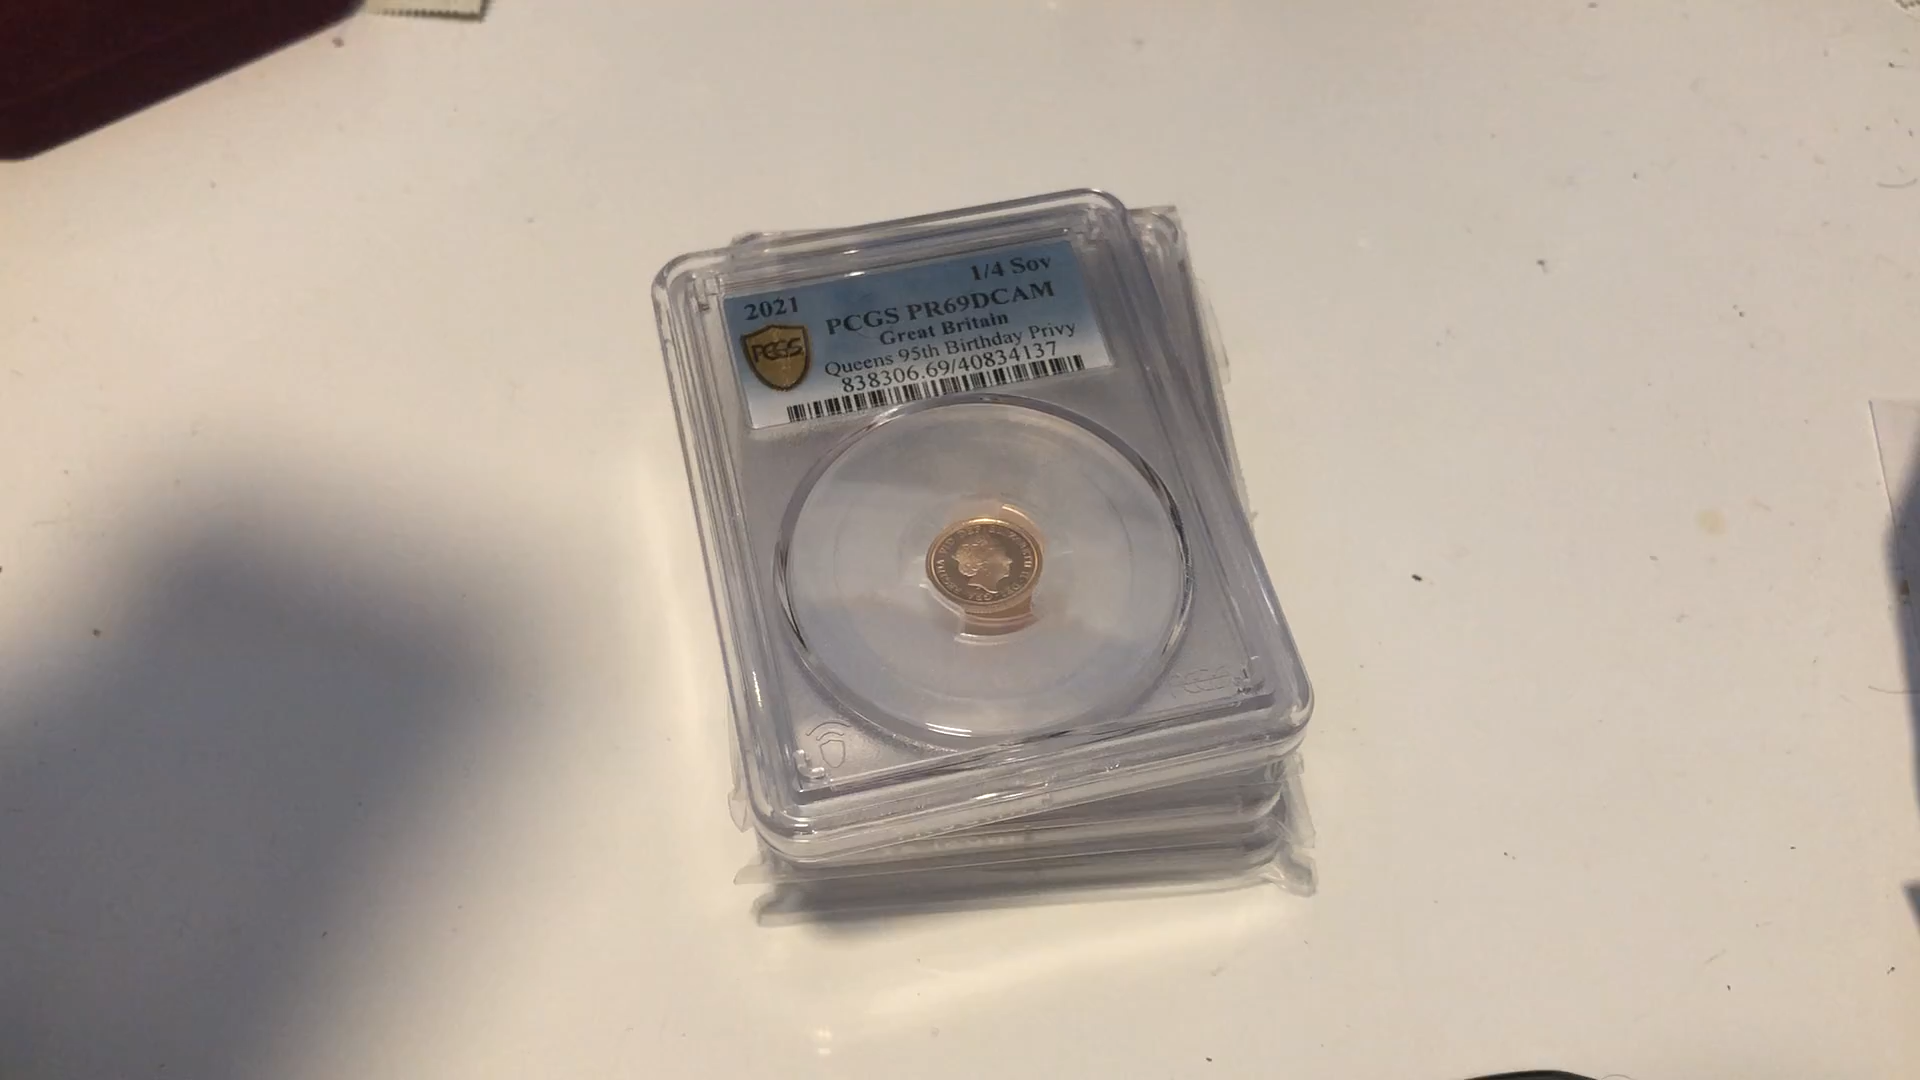 2021 1/4 Sov
PCGS PR69DCAM
Great Britain
Queens 95th Birthday Privy
838306.69/40834137
PCGS